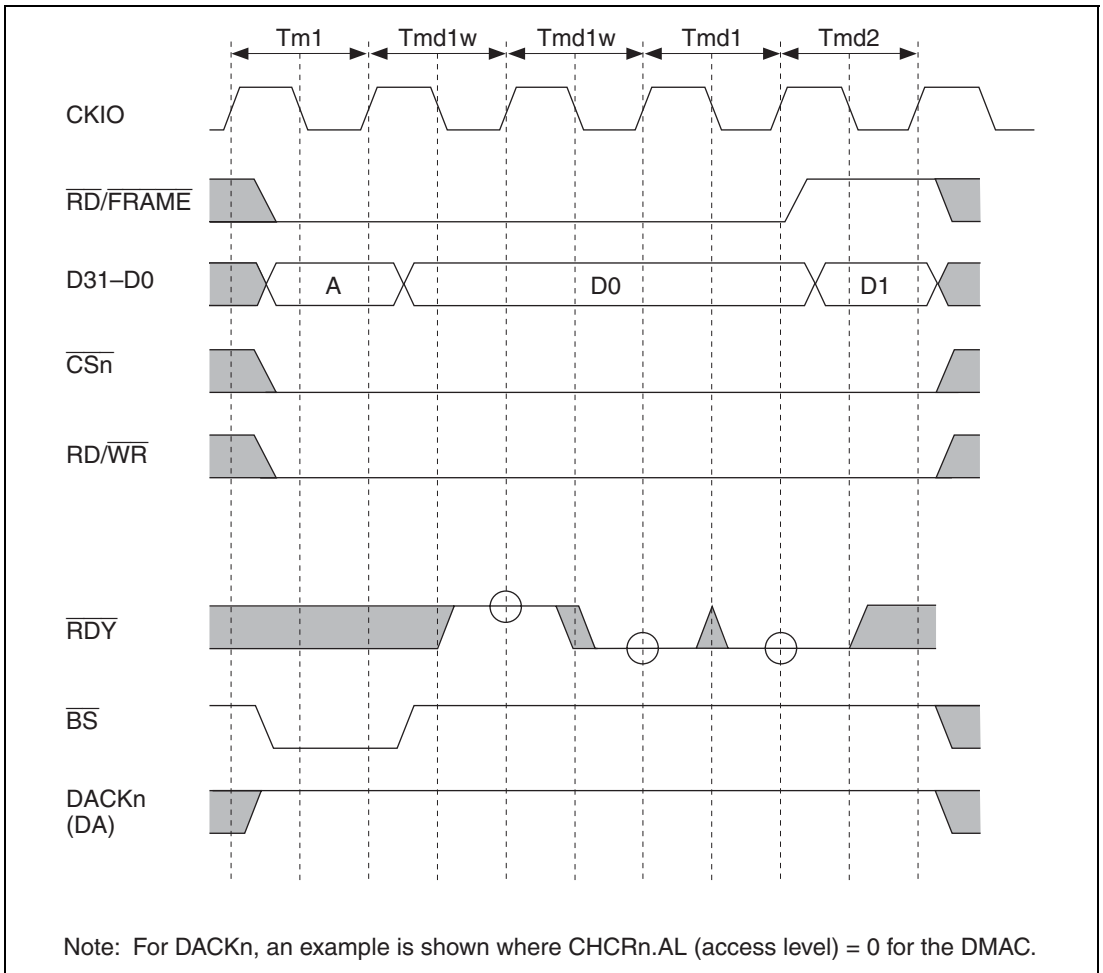 Tm1 Tmd1w Tmd1w Tmd1 Tmd2
CKIO
RD/FRAME
D31–D0 A D0 D1
CSn
RD/WR
RDY
BS
DACKn
(DA)
Note: For DACKn, an example is shown where CHCRn.AL (access level) = 0 for the DMAC.